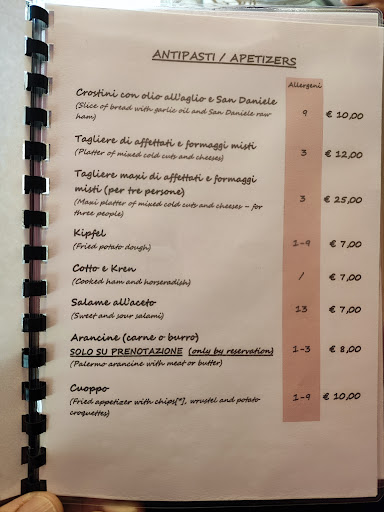 ANTIPASTI / APETIZERS
Allergeni
Crostini con olio all'aglio e San Daniele
(Slice of bread with garlic oil and San Daniele raw
ham)
9 € 10,00
Tagliere di affettati e formaggi misti
(Platter of mixed cold cuts and cheeses)
3 € 12,00
Tagliere maxi di affettati e formaggi
misti (per tre persone)
(Maxi platter of mixed cold cuts and cheeses – for
three people)
3 € 25,00
Kipfel
(Fried potato dough)
1-9 € 7,00
Cotto e Kren
(Cooked ham and horseradish)
/ € 7,00
Salame all'aceto
(Sweet and sour salami)
13 € 7,00
Arancine (carne o burro)
SOLO SU PRENOTAZIONE (only by reservation)
(Palermo arancine with meat or butter)
1-3 € 8,00
Cuoppo
(Fried appetizer with chips[*], wrustel and potato
croquettes)
1-9 € 10,00